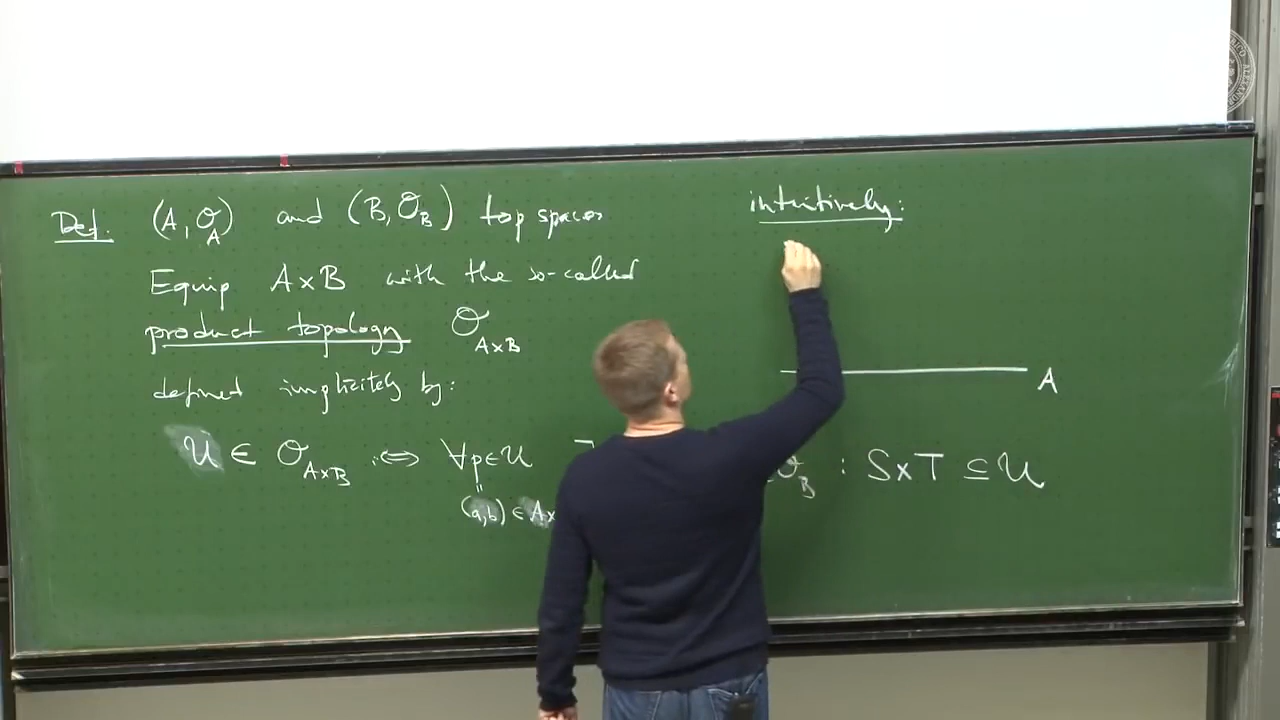 Def: (A, O_A) and (B, O_B) top spaces
Equip A×B with the so-called
product topology O_A×B
defined implicitely by:
U ∈ O_A×B :⇔ ∀p∈U
O_B : S×T ⊆ U
" (a,b) ∈ A×
intuitively:
A